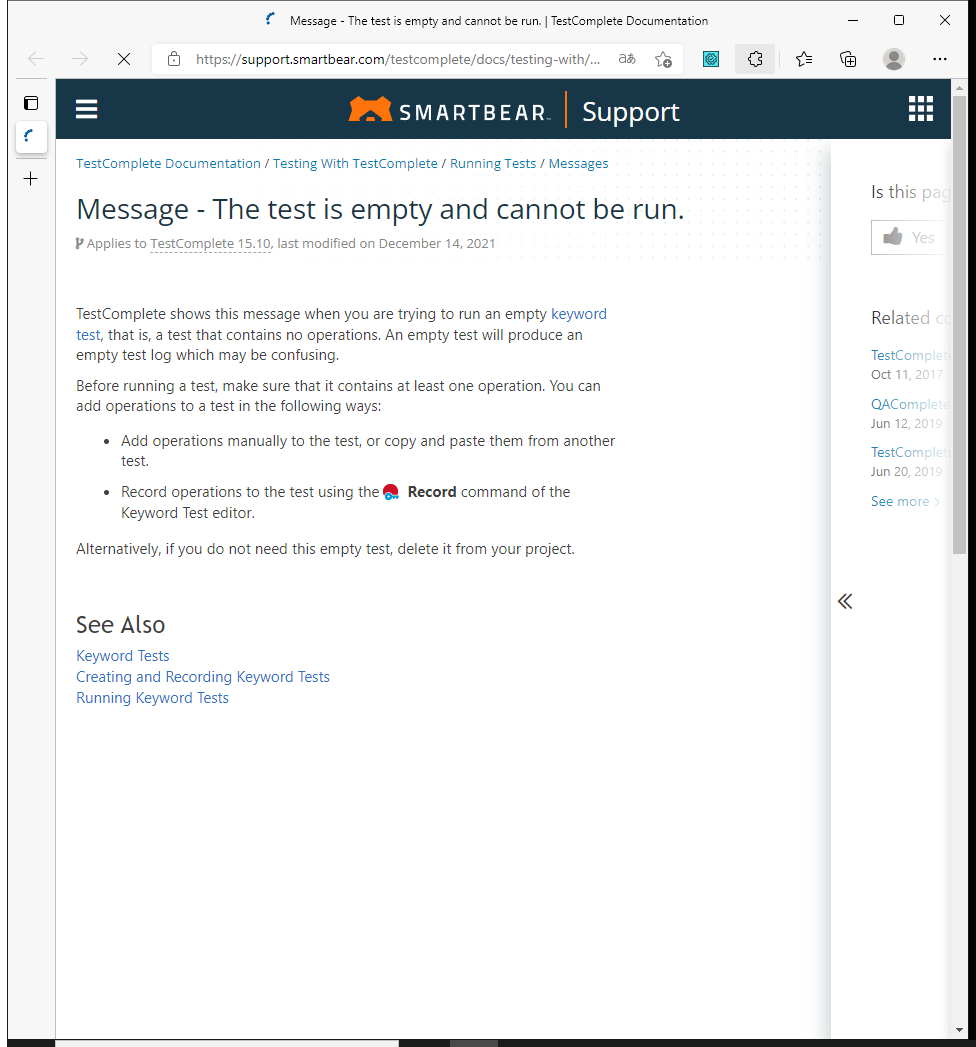 Message - The test is empty and cannot be run. | TestComplete Documentation
https://support.smartbear.com/testcomplete/docs/testing-with/...
aあ
SMARTBEAR
Support
TestComplete Documentation / Testing With TestComplete / Running Tests / Messages
Message - The test is empty and cannot be run.
Applies to TestComplete 15.10, last modified on December 14, 2021
TestComplete shows this message when you are trying to run an empty keyword
test, that is, a test that contains no operations. An empty test will produce an
empty test log which may be confusing.
Before running a test, make sure that it contains at least one operation. You can
add operations to a test in the following ways:
• Add operations manually to the test, or copy and paste them from another
test.
• Record operations to the test using the Record command of the
Keyword Test editor.
Alternatively, if you do not need this empty test, delete it from your project.
See Also
Keyword Tests
Creating and Recording Keyword Tests
Running Keyword Tests
Is this pag
Yes
Related co
TestComplet
Oct 11, 2017
QAComplete
Jun 12, 2019
TestComplet
Jun 20, 2019
See more >